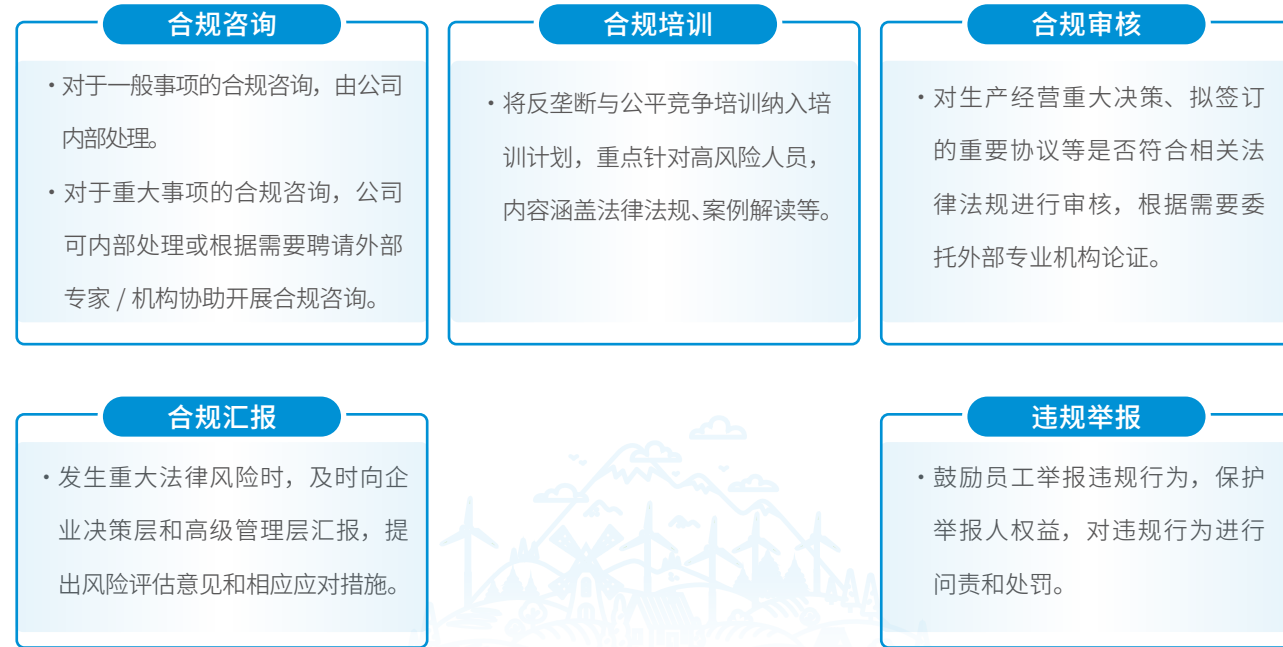 合规咨询
·对于一般事项的合规咨询，由公司
内部处理。
·对于重大事项的合规咨询，公司
可内部处理或根据需要聘请外部
专家 / 机构协助开展合规咨询。
合规培训
·将反垄断与公平竞争培训纳入培
训计划，重点针对高风险人员，
内容涵盖法律法规、案例解读等。
合规审核
·对生产经营重大决策、拟签订
的重要协议等是否符合相关法
律法规进行审核，根据需要委
托外部专业机构论证。
合规汇报
·发生重大法律风险时，及时向企
业决策层和高级管理层汇报，提
出风险评估意见和相应应对措施。
违规举报
·鼓励员工举报违规行为，保护
举报人权益，对违规行为进行
问责和处罚。